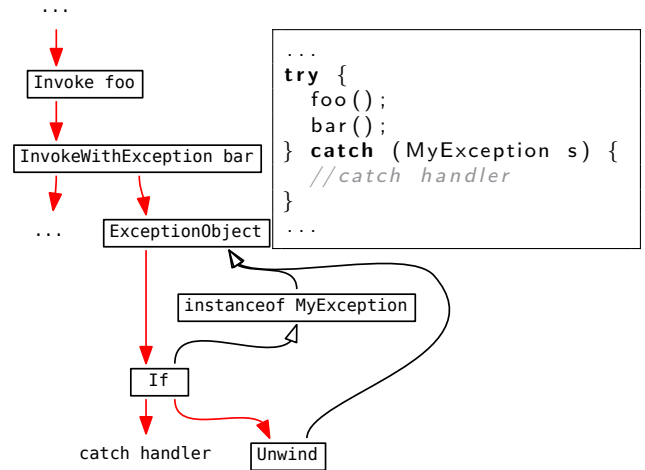 ...
Invoke foo
InvokeWithException bar
...
ExceptionObject
instanceof MyException
If
catch handler
Unwind
...
try {
foo();
bar();
} catch (MyException s) {
//catch handler
}
...